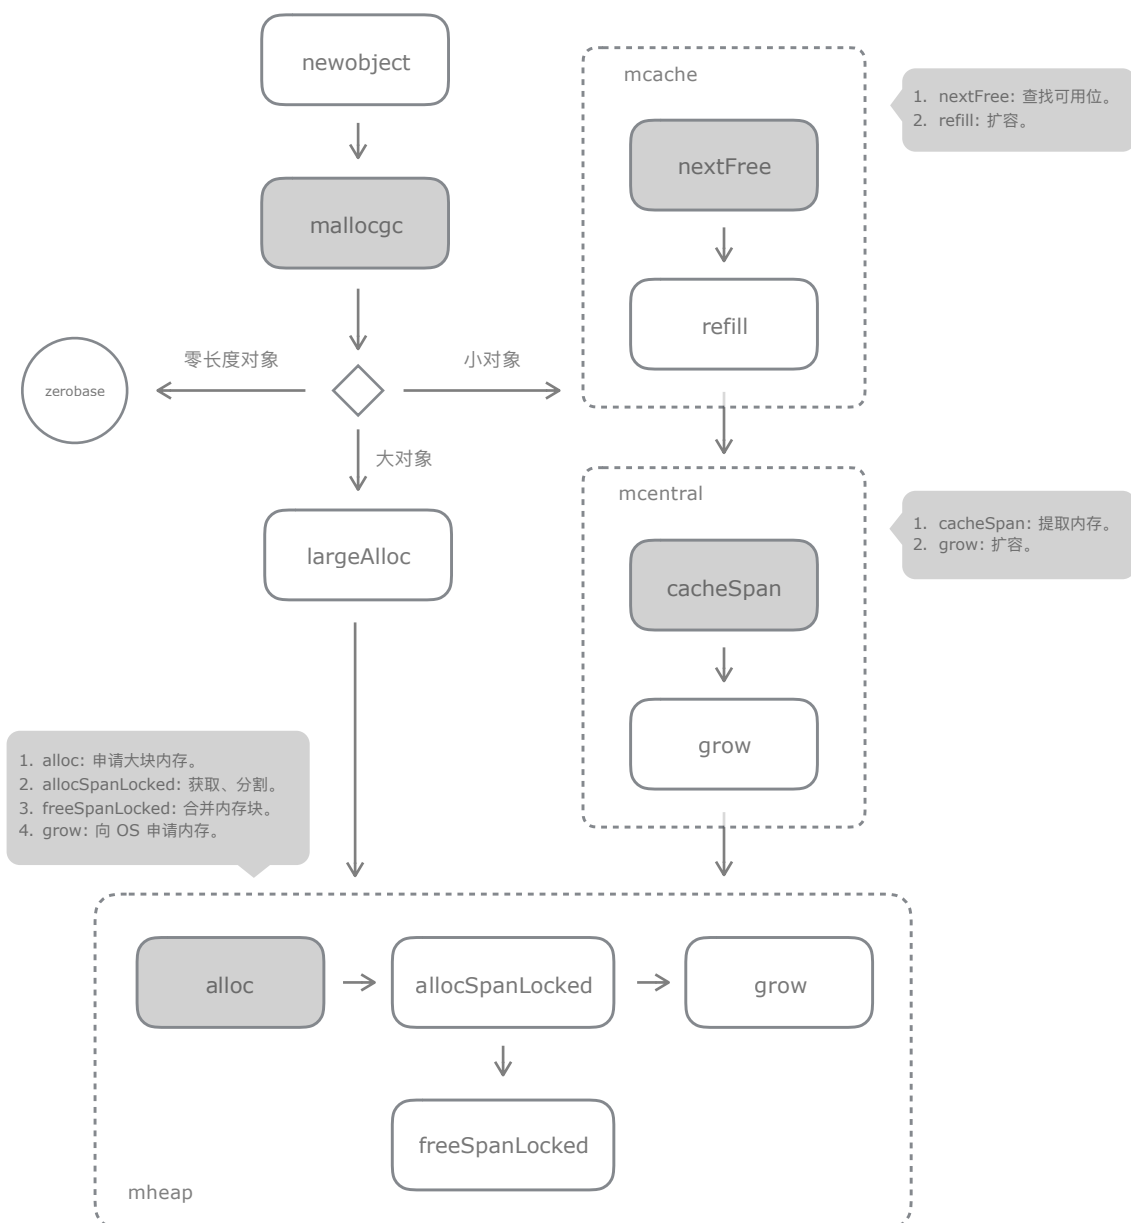 newobject
mallocgc
零长度对象
小对象
zerobase
大对象
largeAlloc
mcache
nextFree
refill
1. nextFree: 查找可用位。
2. refill: 扩容。
mcentral
cacheSpan
grow
1. cacheSpan: 提取内存。
2. grow: 扩容。
1. alloc: 申请大块内存。
2. allocSpanLocked: 获取、分割。
3. freeSpanLocked: 合并内存块。
4. grow: 向 OS 申请内存。
alloc
allocSpanLocked
grow
freeSpanLocked
mheap